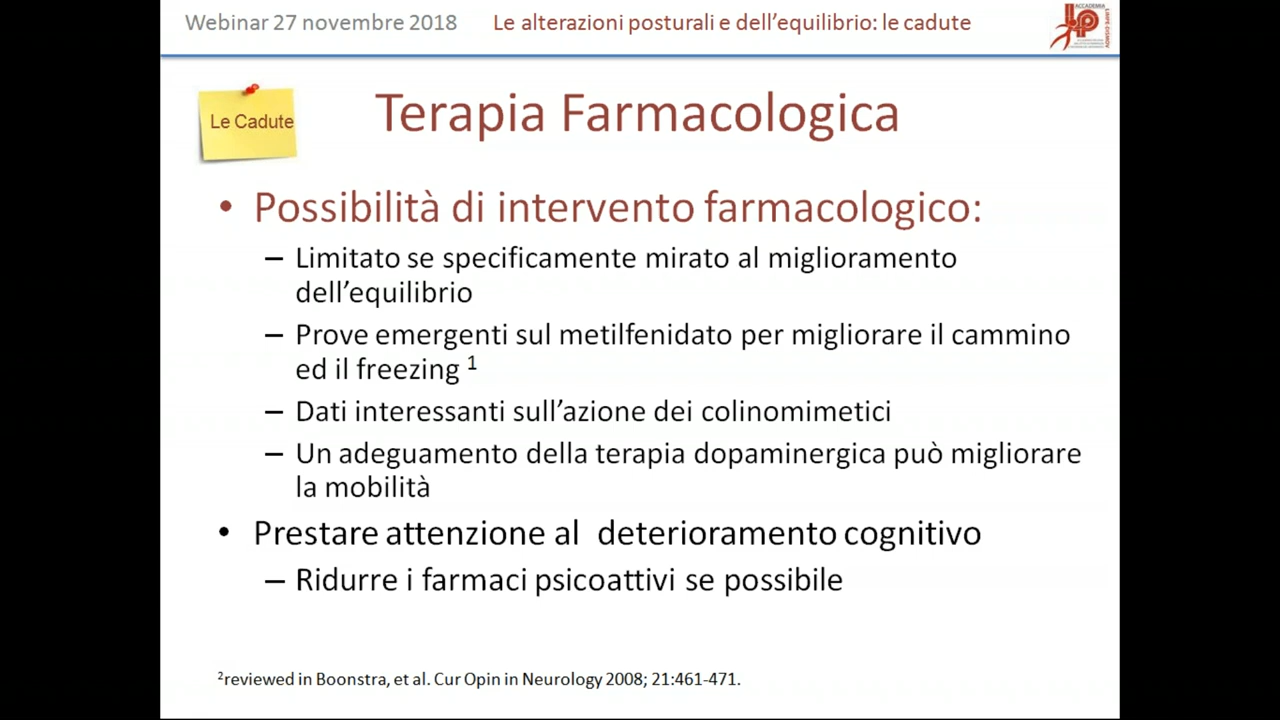 Webinar 27 novembre 2018 Le alterazioni posturali e dell'equilibrio: le cadute
ACCADEMIA
LIMPE-DISMOV
Le Cadute
Terapia Farmacologica
• Possibilità di intervento farmacologico:
– Limitato se specificamente mirato al miglioramento
dell'equilibrio
– Prove emergenti sul metilfenidato per migliorare il cammino
ed il freezing ¹
– Dati interessanti sull'azione dei colinomimetici
– Un adeguamento della terapia dopaminergica può migliorare
la mobilità
• Prestare attenzione al deterioramento cognitivo
– Ridurre i farmaci psicoattivi se possibile
²reviewed in Boonstra, et al. Cur Opin in Neurology 2008; 21:461-471.